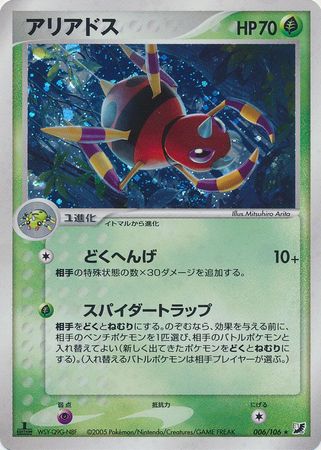 アリアドス HP70
Illus.Mitsuhiro Arita
1進化 イトマルから進化
どくへんげ 10+
相手の特殊状態の数×30ダメージを追加する。
スパイダートラップ
相手をどくとねむりにする。のぞむなら、効果を与える前に、
相手のベンチポケモンを1匹選び、相手のバトルポケモンと
入れ替えてよい(新しく出てきたポケモンをどくとねむりにす
る)。(入れ替えるバトルポケモンは相手プレイヤーが選ぶ。)
弱点 抵抗力 にげる
1 EDITION WSY-Q9G-NBF ©2005 Pokémon/Nintendo/Creatures/GAME FREAK 006/106 ★